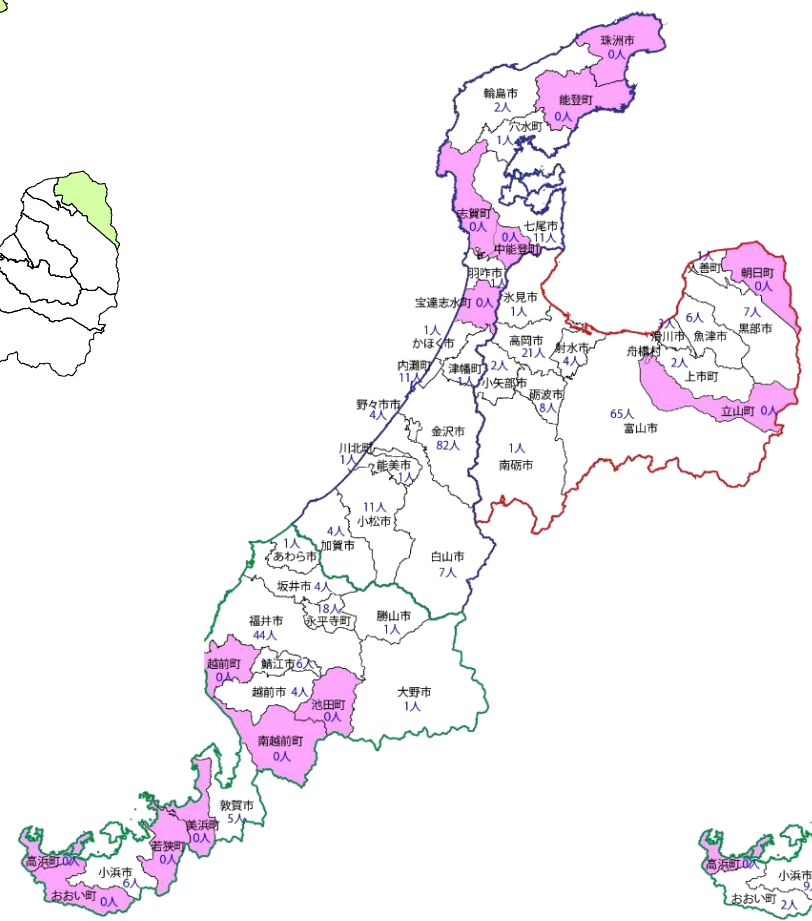 珠洲市
0人
輪島市
2人
能登町
0人
穴水町
1人
志賀町
0人
七尾市
11人
0人
中能登町
羽咋市
1人
宝達志水町 0人
氷見市
1人
1人
入善町
朝日町
0人
7人
黒部市
6人
魚津市
3人
滑川市
舟橋村
2人
上市町
立山町 0人
65人
富山市
高岡市
21人
射水市
4人
2人
小矢部市
砺波市
8人
1人
南砺市
1人
かほく市
内灘町
11人
津幡町
1人
野々市市
4人
金沢市
82人
川北町
1人
能美市
1人
11人
小松市
4人
加賀市
白山市
7人
1人
あわら市
坂井市 4人
18人
永平寺町
福井市
44人
勝山市
1人
越前町
0人
鯖江市6人
越前市 4人
池田町
0人
大野市
1人
南越前町
0人
敦賀市
5人
美浜町
0人
若狭町
0人
高浜町0人
小浜市
6人
おおい町 0人
高浜町0人
小浜市
おおい町 2人